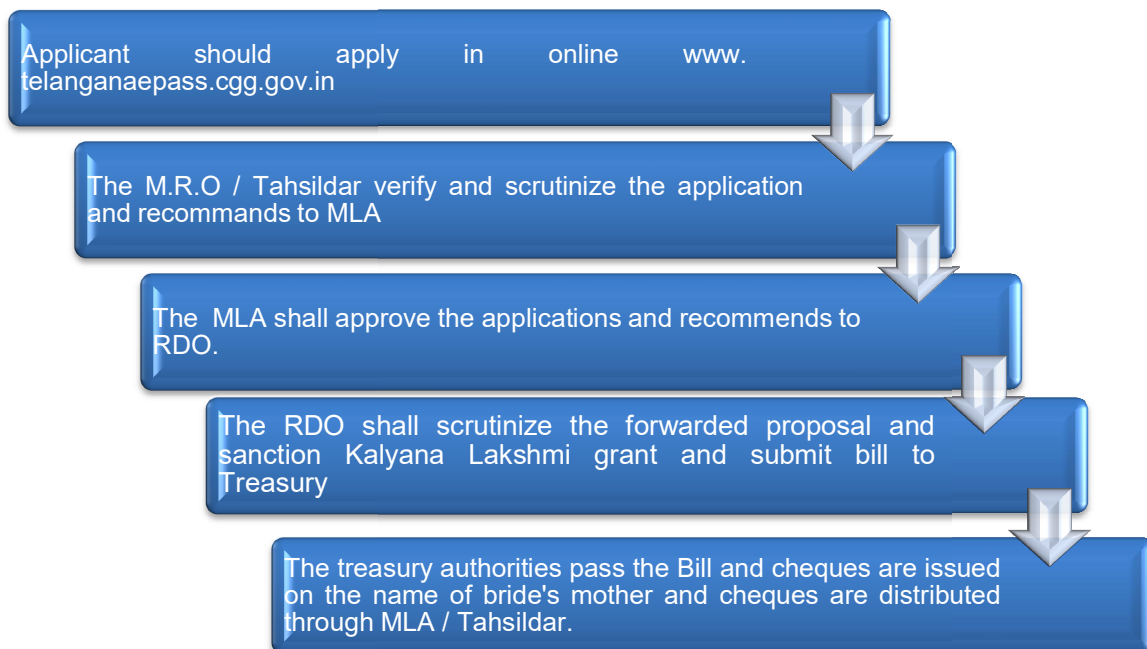 Applicant should apply in online www.
telanganaepass.cgg.gov.in
The M.R.O / Tahsildar verify and scrutinize the application
and recommands to MLA
The MLA shall approve the applications and recommends to
RDO.
The RDO shall scrutinize the forwarded proposal and
sanction Kalyana Lakshmi grant and submit bill to
Treasury
The treasury authorities pass the Bill and cheques are issued
on the name of bride's mother and cheques are distributed
through MLA / Tahsildar.